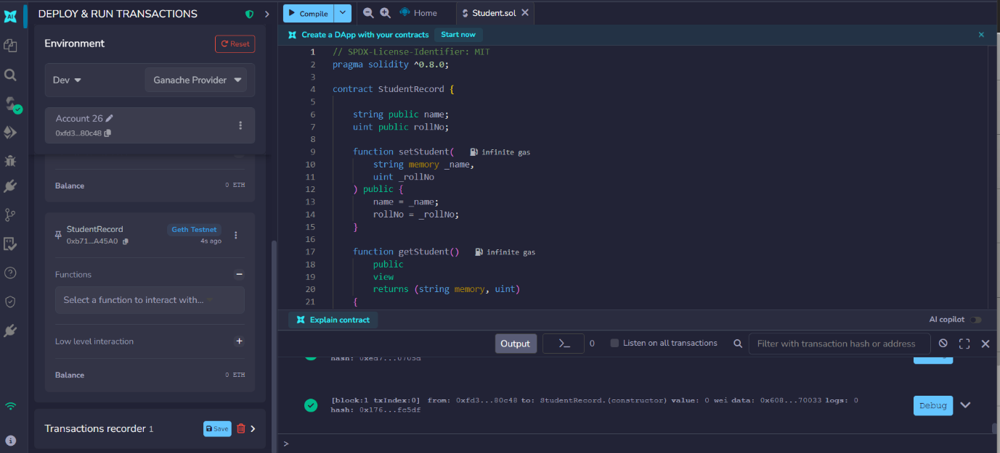 AI
DEPLOY & RUN TRANSACTIONS
Environment
Reset
Dev
Ganache Provider
Account 26
0xfd3...80c48
Balance
0 ETH
StudentRecord
0xb71...A45A0
Geth Testnet
4s ago
Functions
Select a function to interact with...
Low level interaction
Balance
0 ETH
Transactions recorder 1
Save
Compile
Home
Student.sol
Create a DApp with your contracts
Start now
1 // SPDX-License-Identifier: MIT
2 pragma solidity ^0.8.0;
3
4 contract StudentRecord {
5
6 string public name;
7 uint public rollNo;
8
9 function setStudent( infinite gas
10 string memory _name,
11 uint _rollNo
12 ) public {
13 name = _name;
14 rollNo = _rollNo;
15 }
16
17 function getStudent() infinite gas
18 public
19 view
20 returns (string memory, uint)
21 {
Explain contract
AI copilot
Output
>_
0
Listen on all transactions
Filter with transaction hash or address
hash: 0xed7...0705d
[block:1 txIndex:0] from: 0xfd3...80c48 to: StudentRecord.(constructor) value: 0 wei data: 0x608...70033 logs: 0
hash: 0x176...fc5df
Debug
>